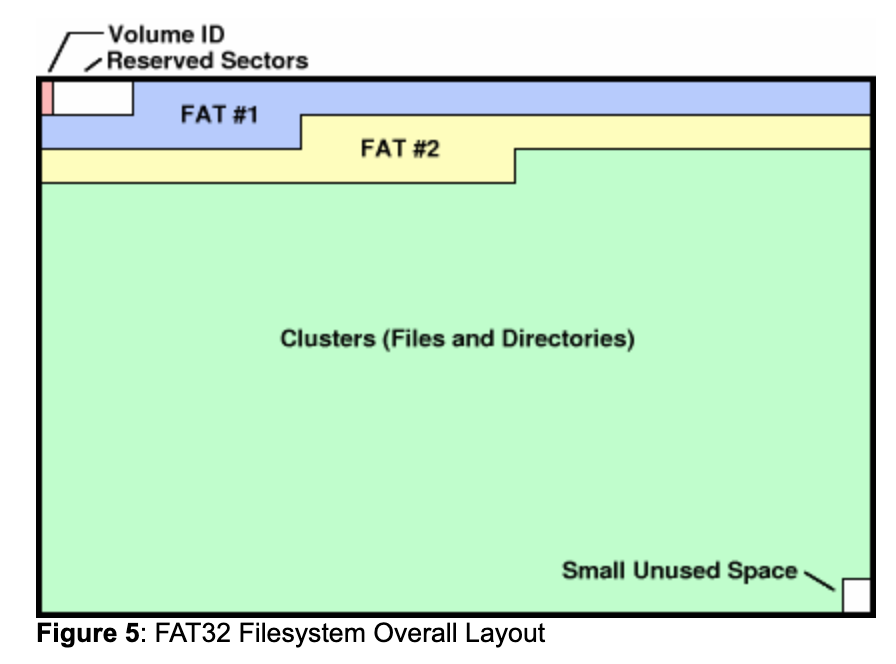 Volume ID
Reserved Sectors
FAT #1
FAT #2
Clusters (Files and Directories)
Small Unused Space
Figure 5: FAT32 Filesystem Overall Layout